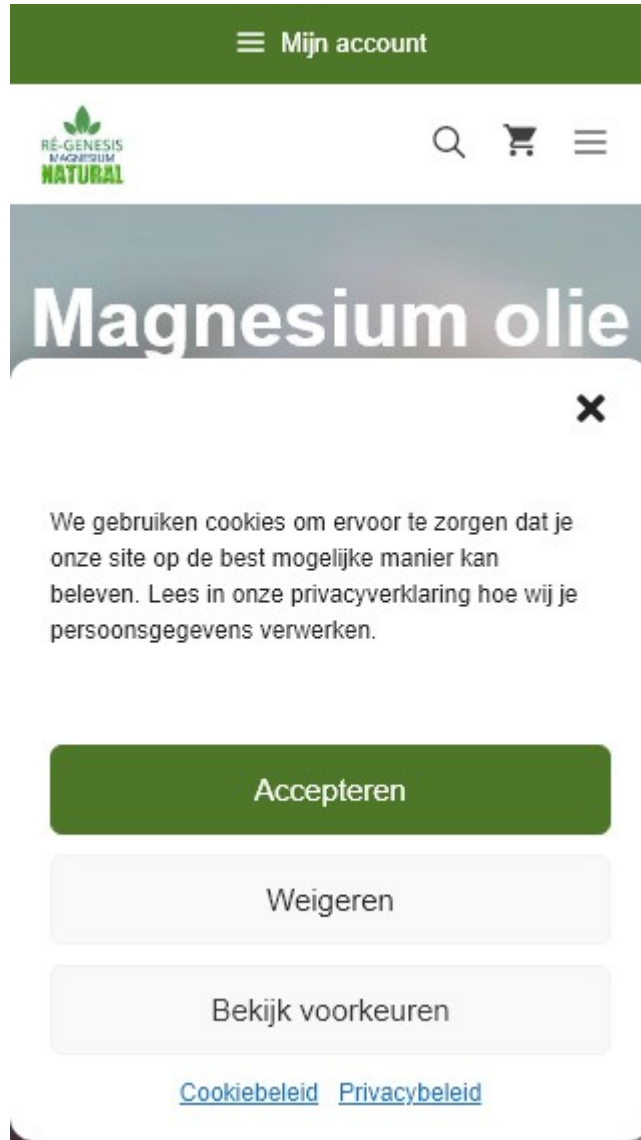 Mijn account
RÉ-GENESIS
MAGNESIUM
NATURAL
Magnesium olie
We gebruiken cookies om ervoor te zorgen dat je
onze site op de best mogelijke manier kan
beleven. Lees in onze privacyverklaring hoe wij je
persoonsgegevens verwerken.
Accepteren
Weigeren
Bekijk voorkeuren
Cookiebeleid Privacybeleid